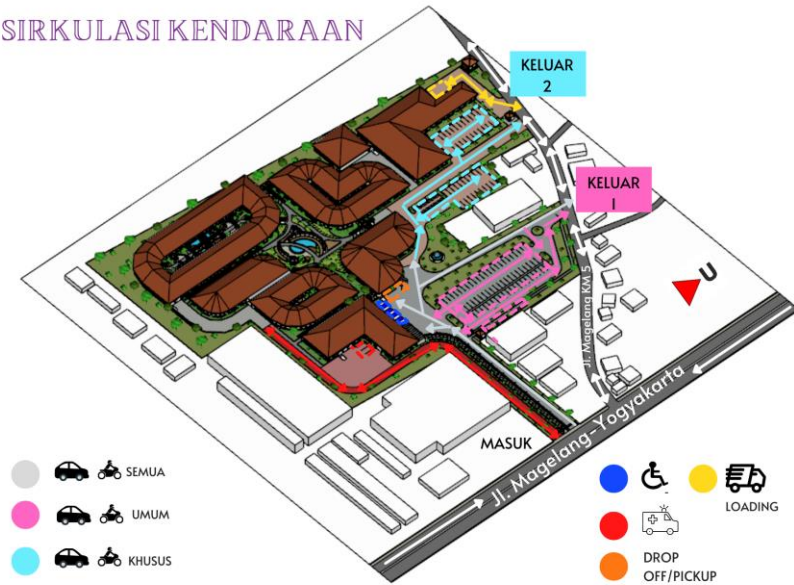 SIRKULASI KENDARAAN
KELUAR
2
KELUAR
1
U
Jl. Magelang KM 5
Jl. Magelang-Yogyakarta
MASUK
SEMUA
UMUM
KHUSUS
LOADING
DROP
OFF/PICKUP